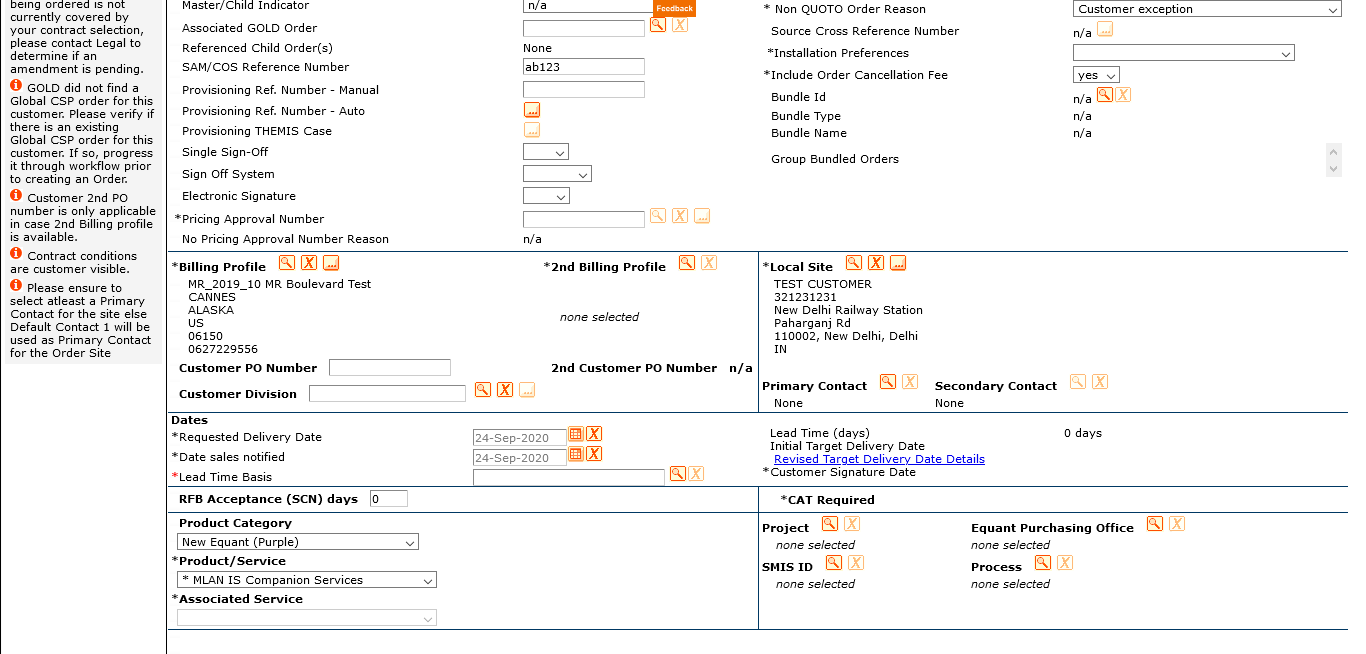 being ordered is not
currently covered by
your contract selection,
please contact Legal to
determine if an
amendment is pending.
GOLD did not find a
Global CSP order for this
customer. Please verify if
there is an existing
Global CSP order for this
customer. If so, progress
it through workflow prior
to creating an Order.
Customer 2nd PO
number is only applicable
in case 2nd Billing profile
is available.
Contract conditions
are customer visible.
Please ensure to
select atleast a Primary
Contact for the site else
Default Contact 1 will be
used as Primary Contact
for the Order Site
Master/Child Indicator n/a
Feedback
Associated GOLD Order
Referenced Child Order(s) None
SAM/COS Reference Number ab123
Provisioning Ref. Number - Manual
Provisioning Ref. Number - Auto ...
Provisioning THEMIS Case ...
Single Sign-Off
Sign Off System
Electronic Signature
*Pricing Approval Number X ...
No Pricing Approval Number Reason n/a
* Non QUOTO Order Reason Customer exception
Source Cross Reference Number n/a ...
*Installation Preferences
*Include Order Cancellation Fee yes
Bundle Id n/a X
Bundle Type n/a
Bundle Name n/a
Group Bundled Orders
*Billing Profile X ...
MR_2019_10 MR Boulevard Test
CANNES
ALASKA
US
06150
0627229556
*2nd Billing Profile X
none selected
Customer PO Number
2nd Customer PO Number n/a
Customer Division X ...
*Local Site X ...
TEST CUSTOMER
321231231
New Delhi Railway Station
Paharganj Rd
110002, New Delhi, Delhi
IN
Primary Contact X Secondary Contact X
None None
Dates
*Requested Delivery Date 24-Sep-2020 X
*Date sales notified 24-Sep-2020 X
*Lead Time Basis X
Lead Time (days) 0 days
Initial Target Delivery Date
Revised Target Delivery Date Details
*Customer Signature Date
RFB Acceptance (SCN) days 0
*CAT Required
Product Category
New Equant (Purple)
*Product/Service
* MLAN IS Companion Services
*Associated Service
Project X Equant Purchasing Office X
none selected none selected
SMIS ID X Process X
none selected none selected